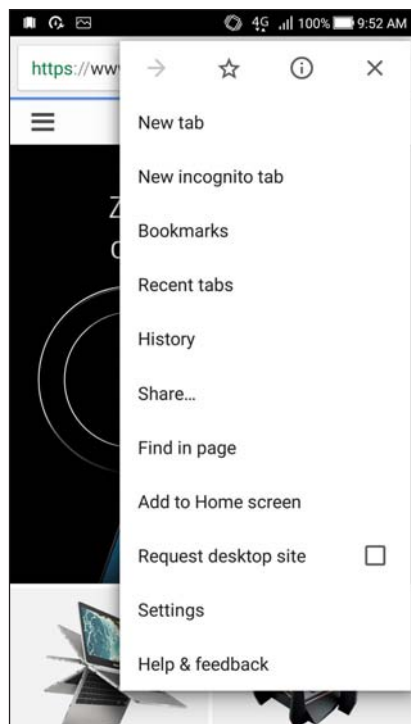 4G 100% 9:52 AM
https://www
New tab
New incognito tab
Bookmarks
Recent tabs
History
Share...
Find in page
Add to Home screen
Request desktop site
Settings
Help & feedback